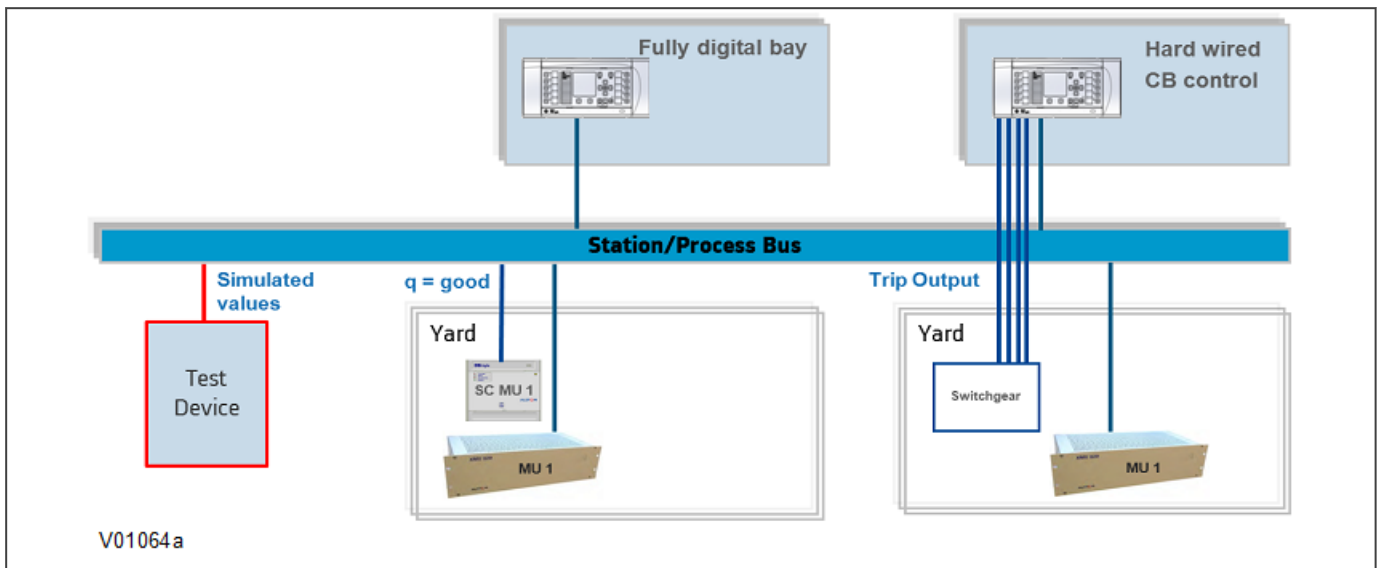 Fully digital bay
Hard wired
CB control
Station/Process Bus
Simulated
values
q = good
Trip Output
Test
Device
Yard
SC MU 1
MU 1
Yard
Switchgear
MU 1
V01064a